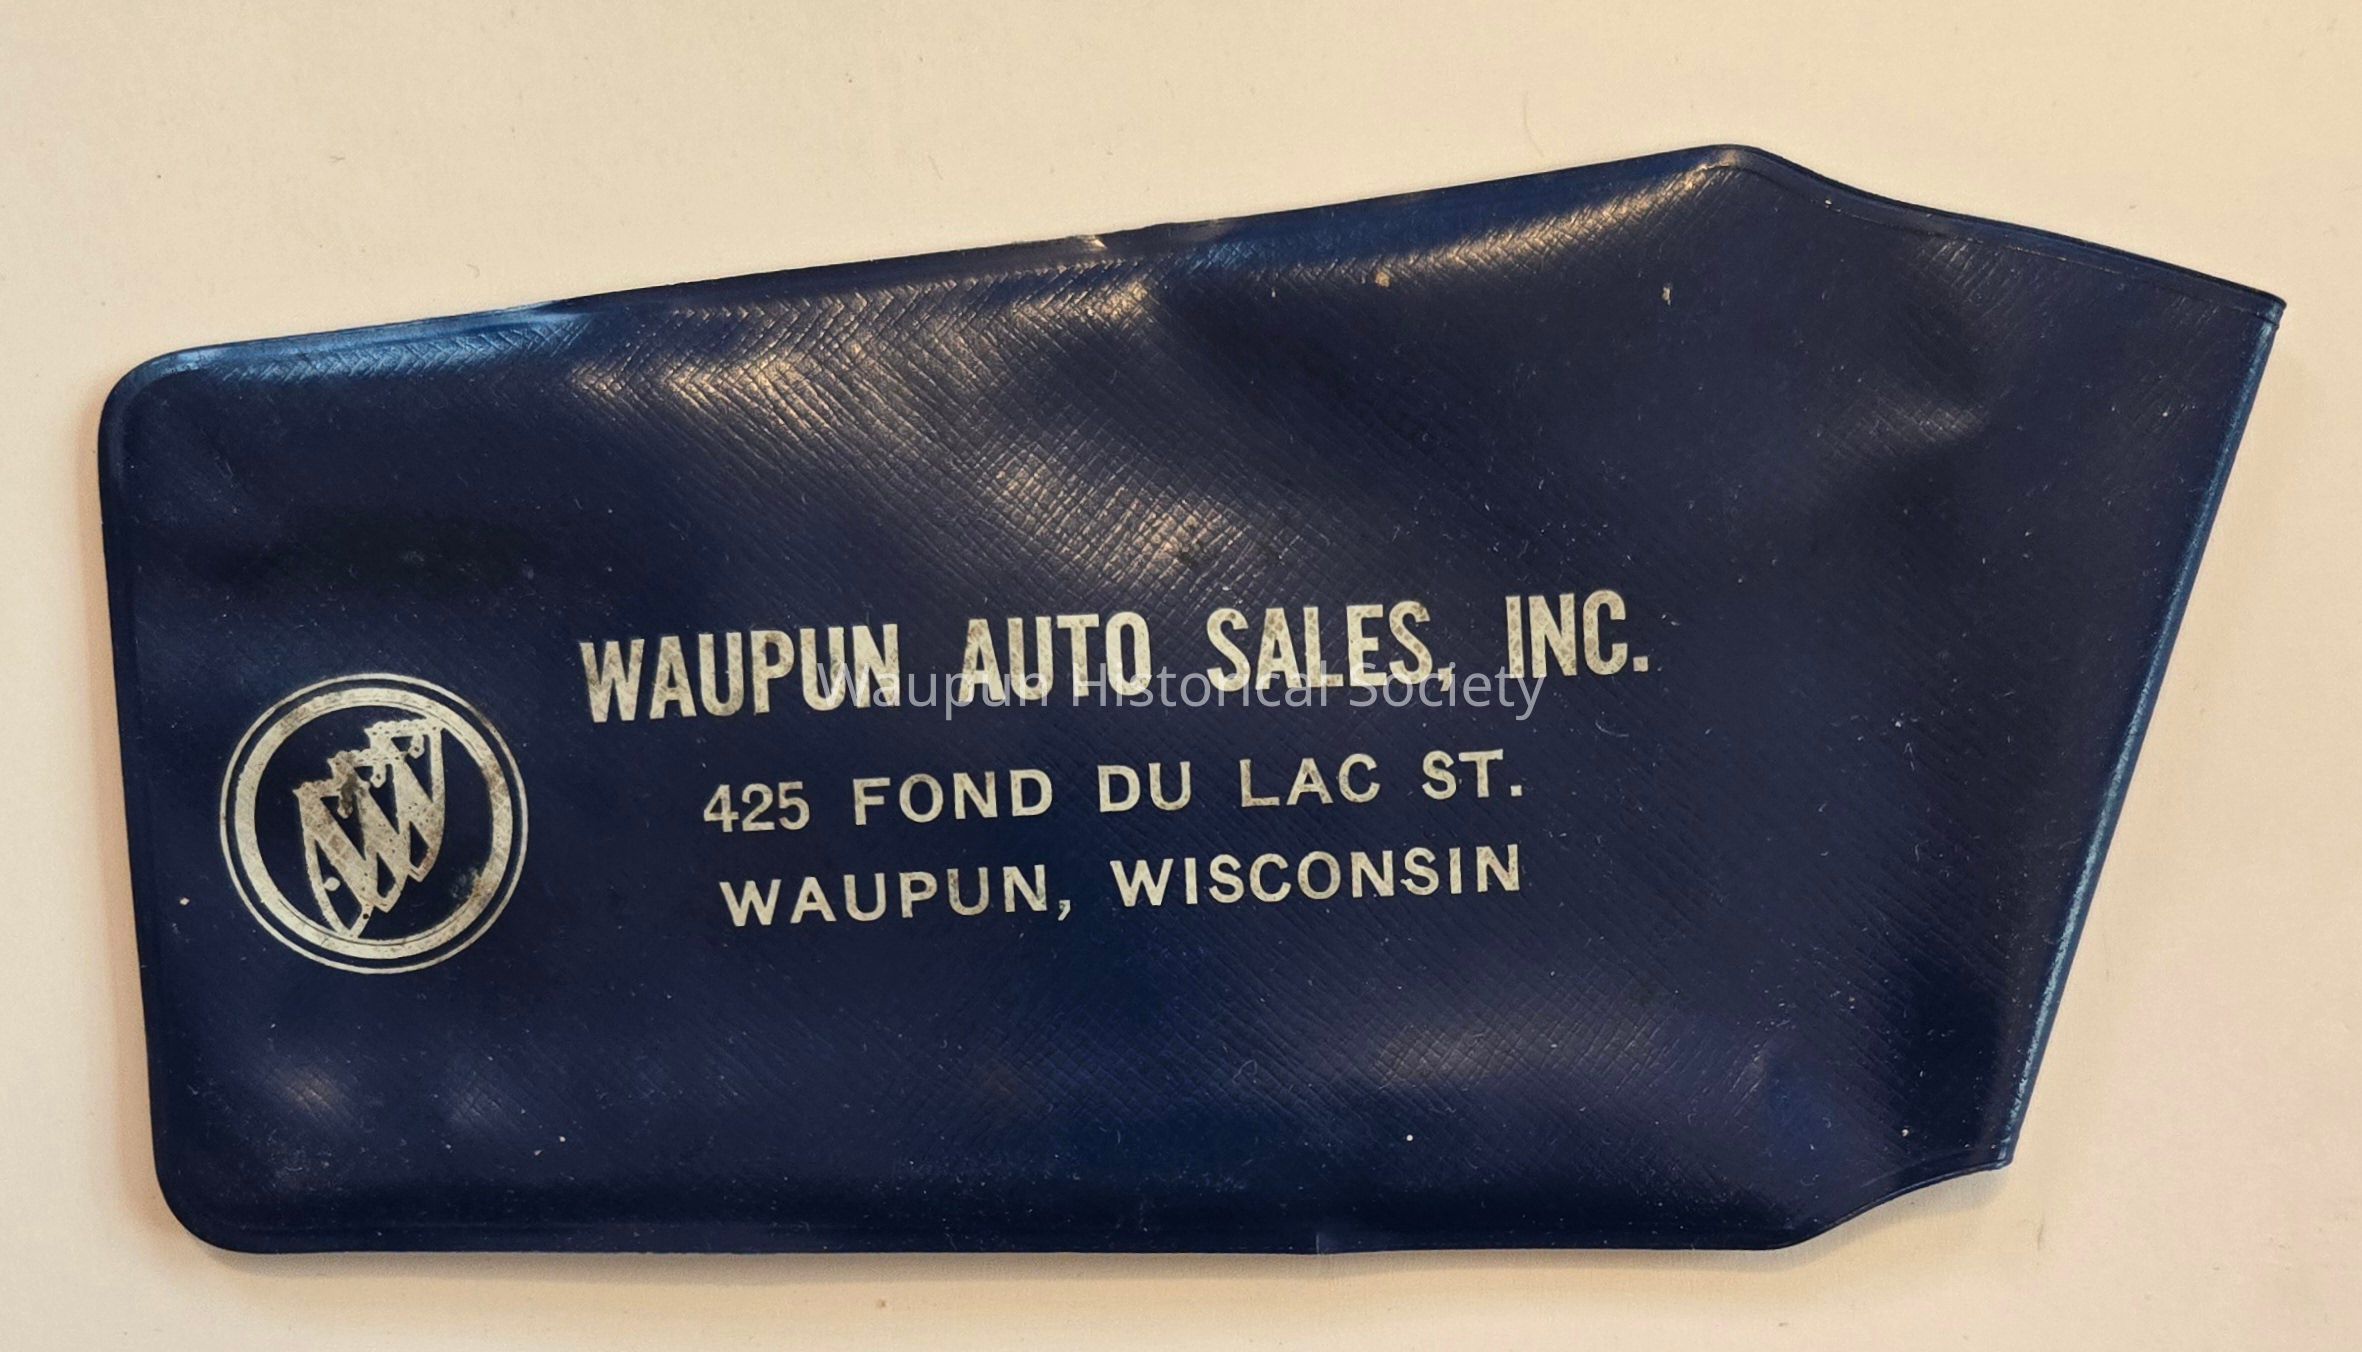 WAUPUN AUTO SALES, INC.
Waupun Historical Society
425 FOND DU LAC ST.
WAUPUN, WISCONSIN